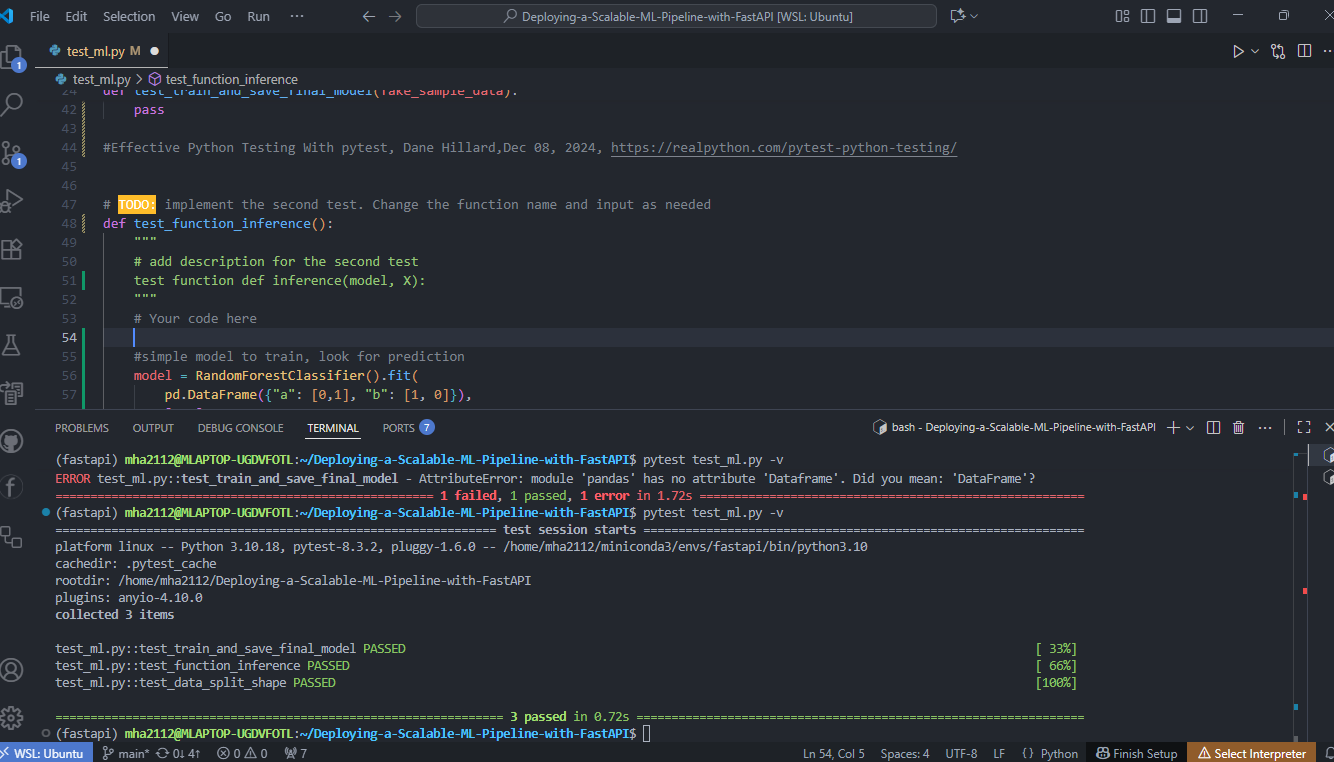 File Edit Selection View Go Run ··· Deploying-a-Scalable-ML-Pipeline-with-FastAPI [WSL: Ubuntu]
test_ml.py M
test_ml.py > test_function_inference
24 def test_train_and_save_final_model(fake_sample_data):
42 pass
43
44 #Effective Python Testing With pytest, Dane Hillard,Dec 08, 2024, https://realpython.com/pytest-python-testing/
45
46
47 # TODO: implement the second test. Change the function name and input as needed
48 def test_function_inference():
49 """
50 # add description for the second test
51 test function def inference(model, X):
52 """
53 # Your code here
54
55 #simple model to train, look for prediction
56 model = RandomForestClassifier().fit(
57 pd.DataFrame({"a": [0,1], "b": [1, 0]}),
1
1
PROBLEMS OUTPUT DEBUG CONSOLE TERMINAL PORTS 7 bash - Deploying-a-Scalable-ML-Pipeline-with-FastAPI
(fastapi) mha2112@MLAPTOP-UGDVFOTL:~/Deploying-a-Scalable-ML-Pipeline-with-FastAPI$ pytest test_ml.py -v
ERROR test_ml.py::test_train_and_save_final_model - AttributeError: module 'pandas' has no attribute 'Dataframe'. Did you mean: 'DataFrame'?
====================================================== 1 failed, 1 passed, 1 error in 1.72s =======================================================
(fastapi) mha2112@MLAPTOP-UGDVFOTL:~/Deploying-a-Scalable-ML-Pipeline-with-FastAPI$ pytest test_ml.py -v
=============================================================== test session starts ===============================================================
platform linux -- Python 3.10.18, pytest-8.3.2, pluggy-1.6.0 -- /home/mha2112/miniconda3/envs/fastapi/bin/python3.10
cachedir: .pytest_cache
rootdir: /home/mha2112/Deploying-a-Scalable-ML-Pipeline-with-FastAPI
plugins: anyio-4.10.0
collected 3 items
test_ml.py::test_train_and_save_final_model PASSED [ 33%]
test_ml.py::test_function_inference PASSED [ 66%]
test_ml.py::test_data_split_shape PASSED [100%]
================================================================ 3 passed in 0.72s ================================================================
(fastapi) mha2112@MLAPTOP-UGDVFOTL:~/Deploying-a-Scalable-ML-Pipeline-with-FastAPI$
WSL: Ubuntu main* 0↓ 4↑ 0 0 7 Ln 54, Col 5 Spaces: 4 UTF-8 LF {} Python Finish Setup Select Interpreter